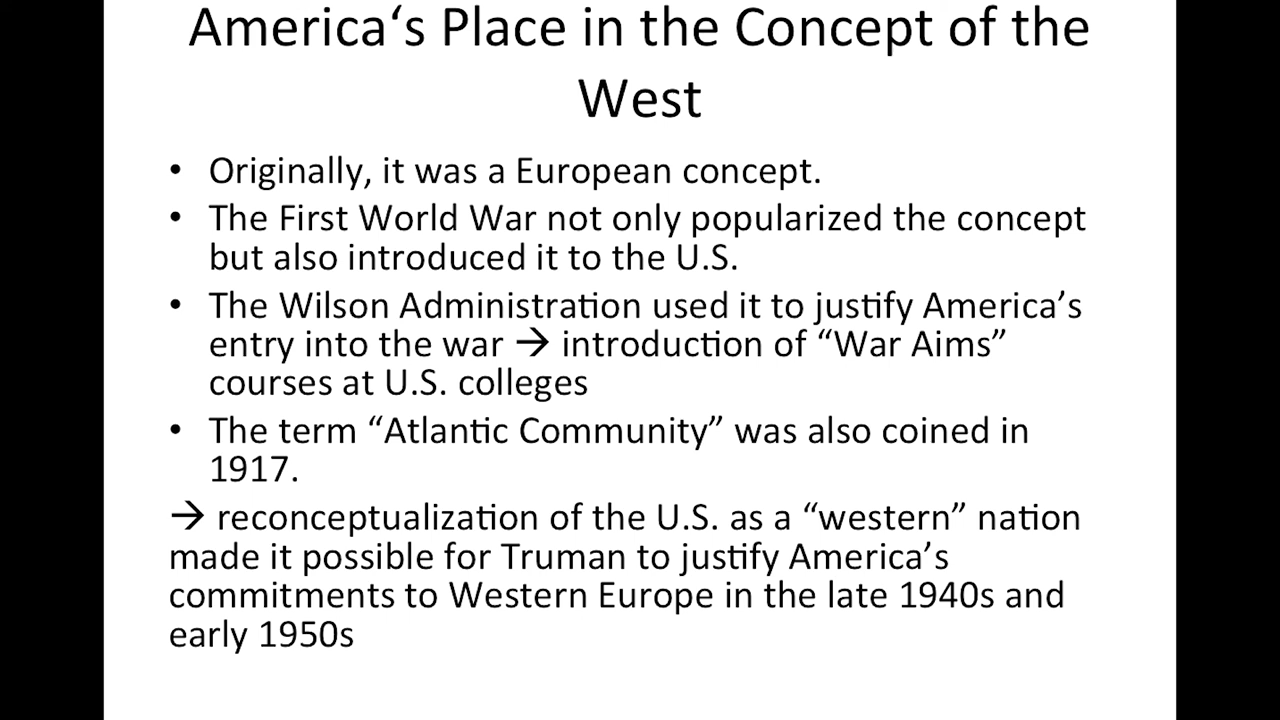 America‘s Place in the Concept of the
West
• Originally, it was a European concept.
• The First World War not only popularized the concept
but also introduced it to the U.S.
• The Wilson Administration used it to justify America’s
entry into the war → introduction of “War Aims”
courses at U.S. colleges
• The term “Atlantic Community” was also coined in
1917.
→ reconceptualization of the U.S. as a “western” nation
made it possible for Truman to justify America’s
commitments to Western Europe in the late 1940s and
early 1950s